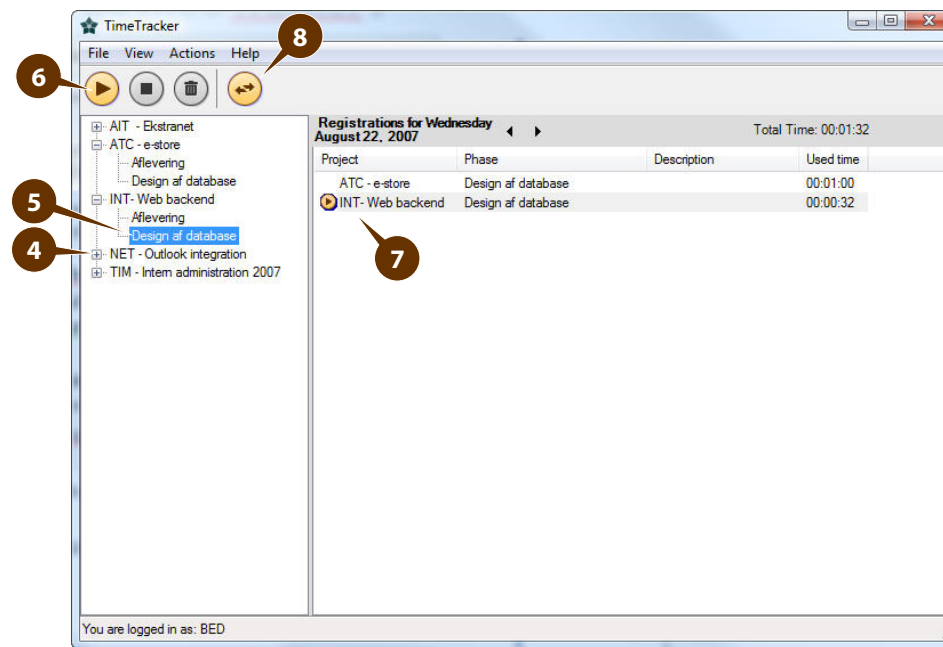 TimeTracker
8
File View Actions Help
6
AIT - Ekstranet
ATC - e-store
Aflevering
Design af database
INT- Web backend
5
Aflevering
Design af database
4
NET - Outlook integration
TIM - Intern administration 2007
Registrations for Wednesday
August 22, 2007
Total Time: 00:01:32
Project Phase Description Used time
ATC - e-store Design af database 00:01:00
INT- Web backend Design af database 00:00:32
7
You are logged in as: BED